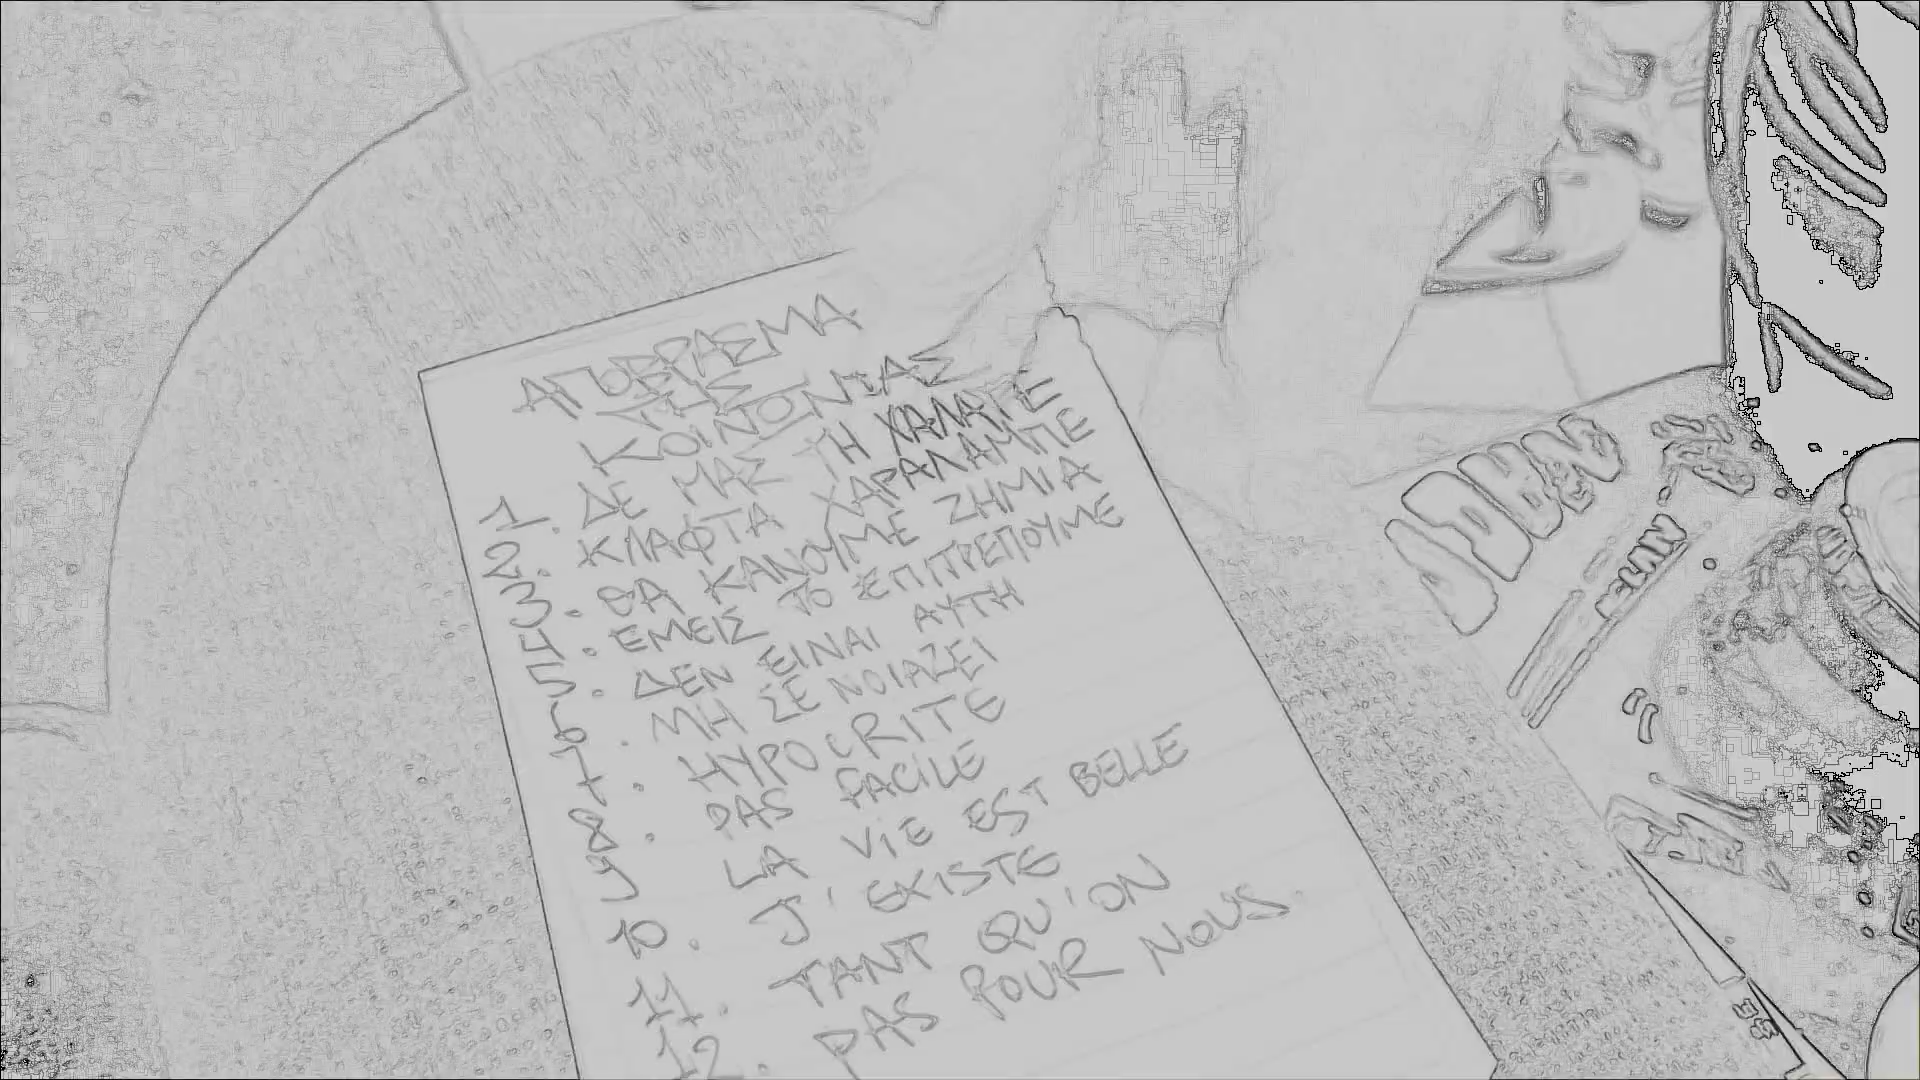 ΑΠΟΒΡΑΣΜΑ
ΤΗΣ
ΚΟΙΝΩΝΙΑΣ
1. ΔΕ ΜΑΣ ΤΗ ΧΑΛΑΤΕ
2. ΚΛΑΦΤΑ ΧΑΡΑΛΑΜΠΕ
3. ΘΑ ΚΑΝΟΥΜΕ ΖΗΜΙΑ
4. ΕΜΕΙΣ ΤΟ ΕΠΙΤΡΕΠΟΥΜΕ
5. ΔΕΝ ΕΙΝΑΙ ΑΥΤΗ
6. ΜΗ ΣΕ ΝΟΙΑΖΕΙ
7. HYPOCRITE
8. PAS FACILE
9 LA VIE EST BELLE
10. J'EXISTE
11. TANT QU'ON
12. PAS POUR NOUS.